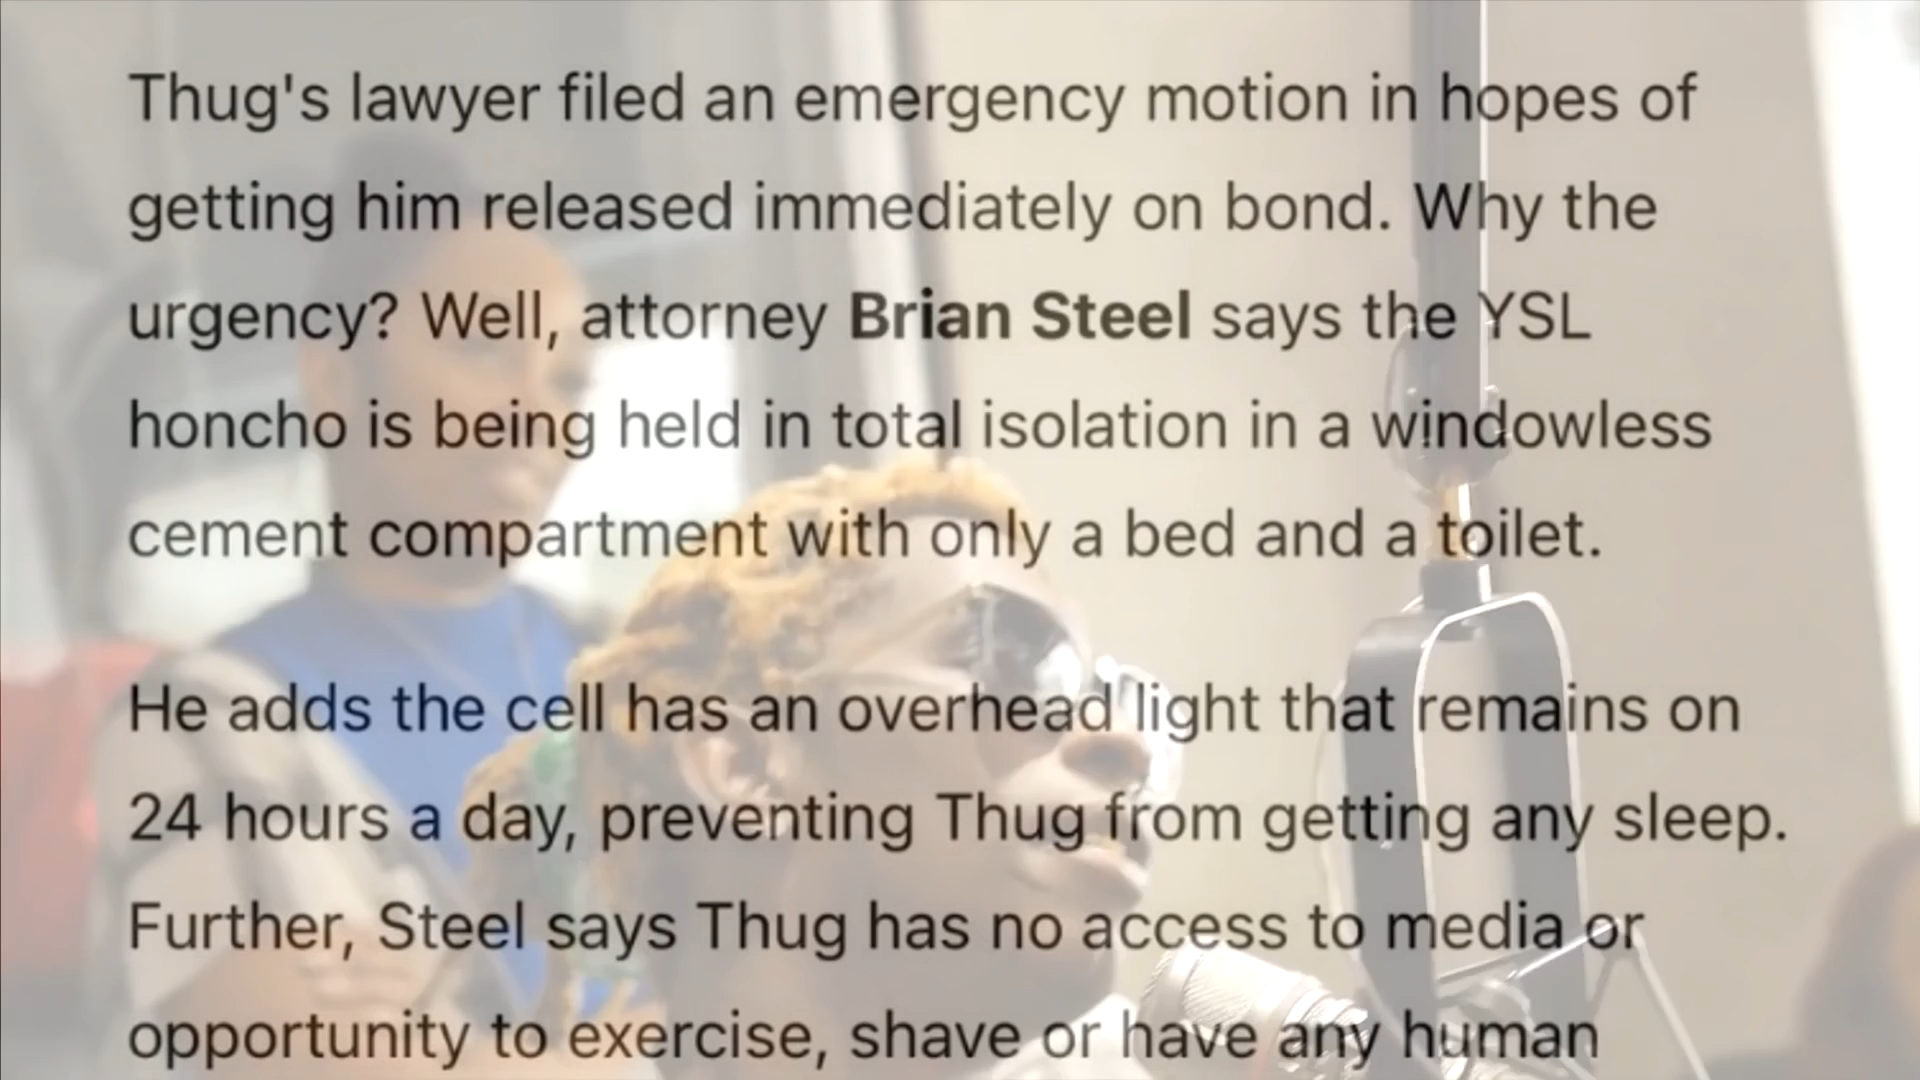 Thug's lawyer filed an emergency motion in hopes of
getting him released immediately on bond. Why the
urgency? Well, attorney Brian Steel says the YSL
honcho is being held in total isolation in a windowless
cement compartment with only a bed and a toilet.
He adds the cell has an overhead light that remains on
24 hours a day, preventing Thug from getting any sleep.
Further, Steel says Thug has no access to media or
opportunity to exercise, shave or have any human